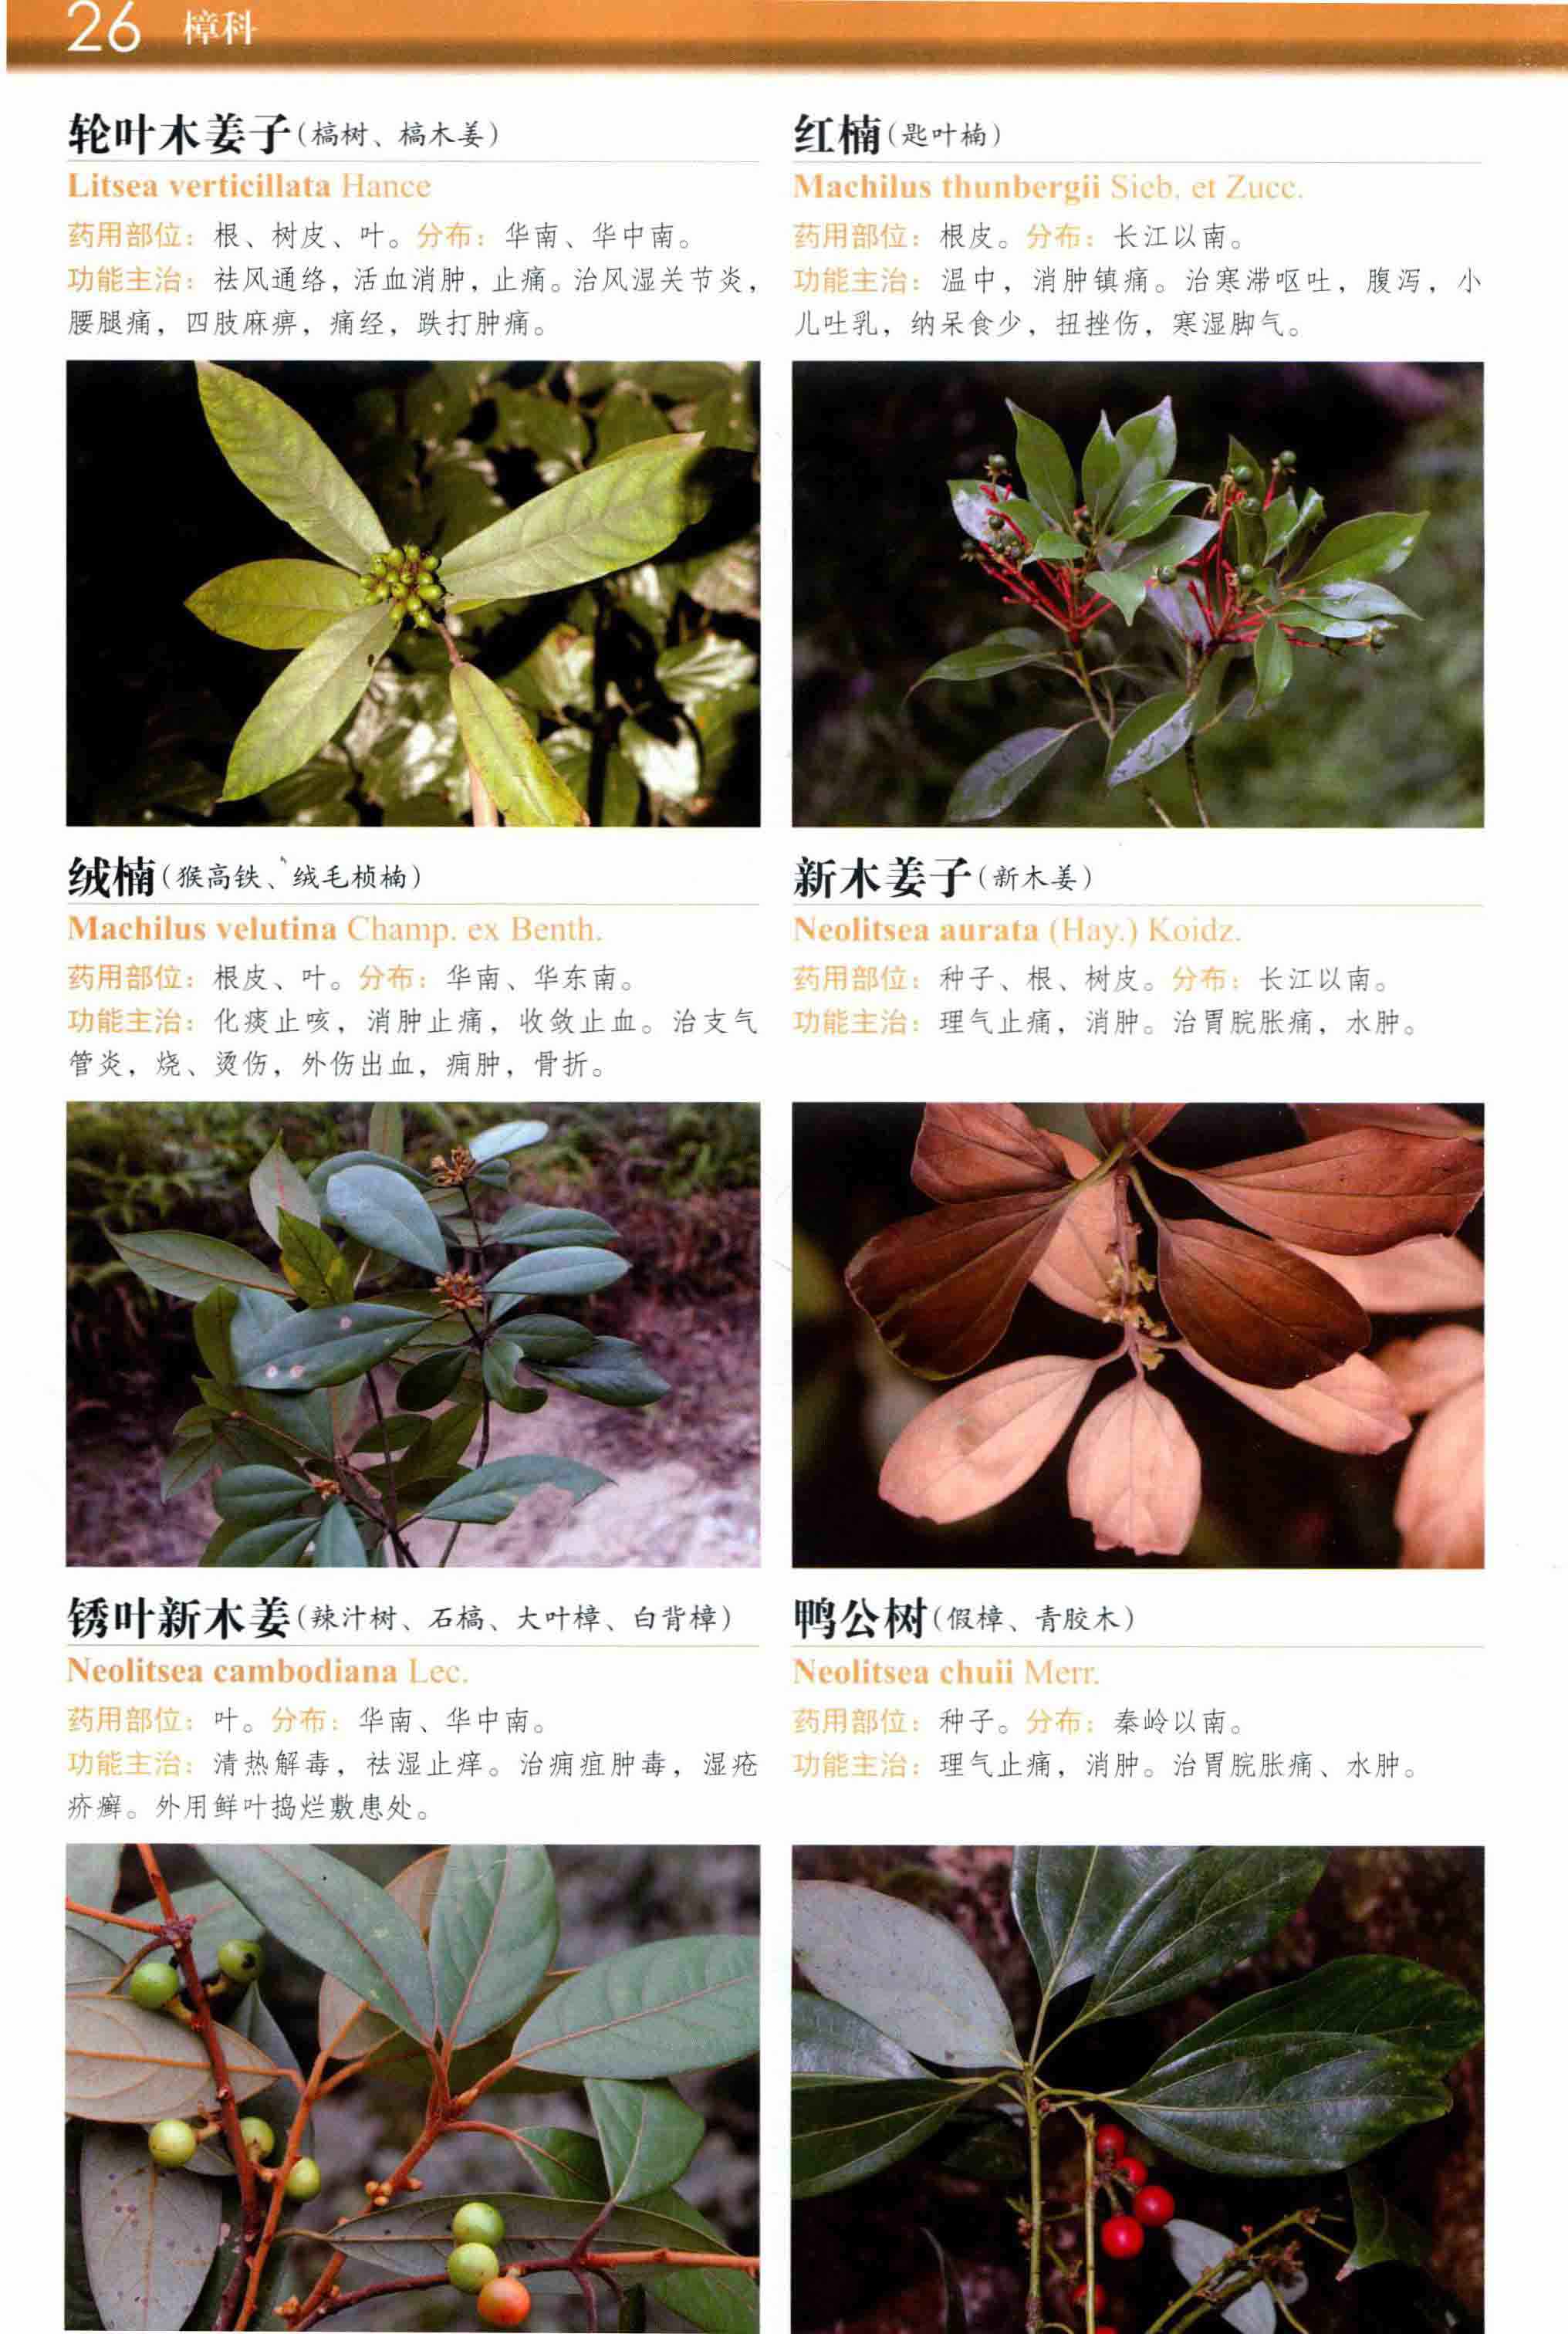 26 樟科
轮叶木姜子(槁树、槁木姜)
Litsea verticillata Hance
药用部位：根、树皮、叶。分布：华南、华中南。
功能主治：祛风通络，活血消肿，止痛。治风湿关节炎，
腰腿痛，四肢麻痹，痛经，跌打肿痛。
红楠(匙叶楠)
Machilus thunbergii Sieb. et Zucc.
药用部位：根皮。分布：长江以南。
功能主治：温中，消肿镇痛。治寒滞呕吐，腹泻，小
儿吐乳，纳呆食少，扭挫伤，寒湿脚气。
绒楠(猴高铁、绒毛桢楠)
Machilus velutina Champ. ex Benth.
药用部位：根皮、叶。分布：华南、华东南。
功能主治：化痰止咳，消肿止痛，收敛止血。治支气
管炎，烧、烫伤，外伤出血，痈肿，骨折。
新木姜子(新木姜)
Neolitsea aurata (Hay.) Koidz.
药用部位：种子、根、树皮。分布：长江以南。
功能主治：理气止痛，消肿。治胃脘胀痛，水肿。
锈叶新木姜(辣汁树、石槁、大叶樟、白背樟)
Neolitsea cambodiana Lec.
药用部位：叶。分布：华南、华中南。
功能主治：清热解毒，祛湿止痒。治痈疽肿毒，湿疮
疥癣。外用鲜叶捣烂敷患处。
鸭公树(假樟、青胶木)
Neolitsea chuii Merr.
药用部位：种子。分布：秦岭以南。
功能主治：理气止痛，消肿。治胃脘胀痛、水肿。